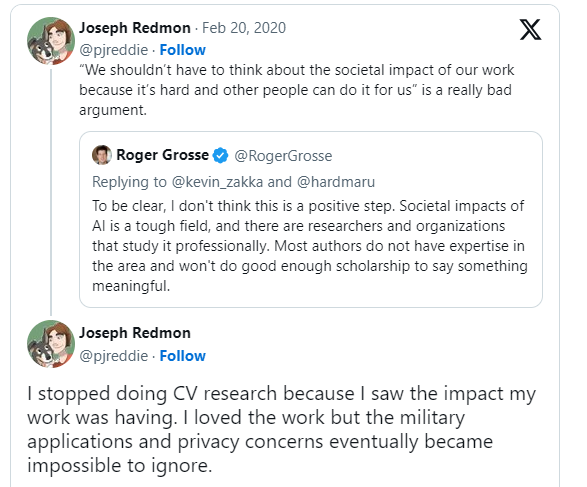 Joseph Redmon · Feb 20, 2020
@pjreddie · Follow
“We shouldn’t have to think about the societal impact of our work
because it’s hard and other people can do it for us” is a really bad
argument.
Roger Grosse @RogerGrosse
Replying to @kevin_zakka and @hardmaru
To be clear, I don't think this is a positive step. Societal impacts of
AI is a tough field, and there are researchers and organizations
that study it professionally. Most authors do not have expertise in
the area and won't do good enough scholarship to say something
meaningful.
Joseph Redmon
@pjreddie · Follow
I stopped doing CV research because I saw the impact my
work was having. I loved the work but the military
applications and privacy concerns eventually became
impossible to ignore.